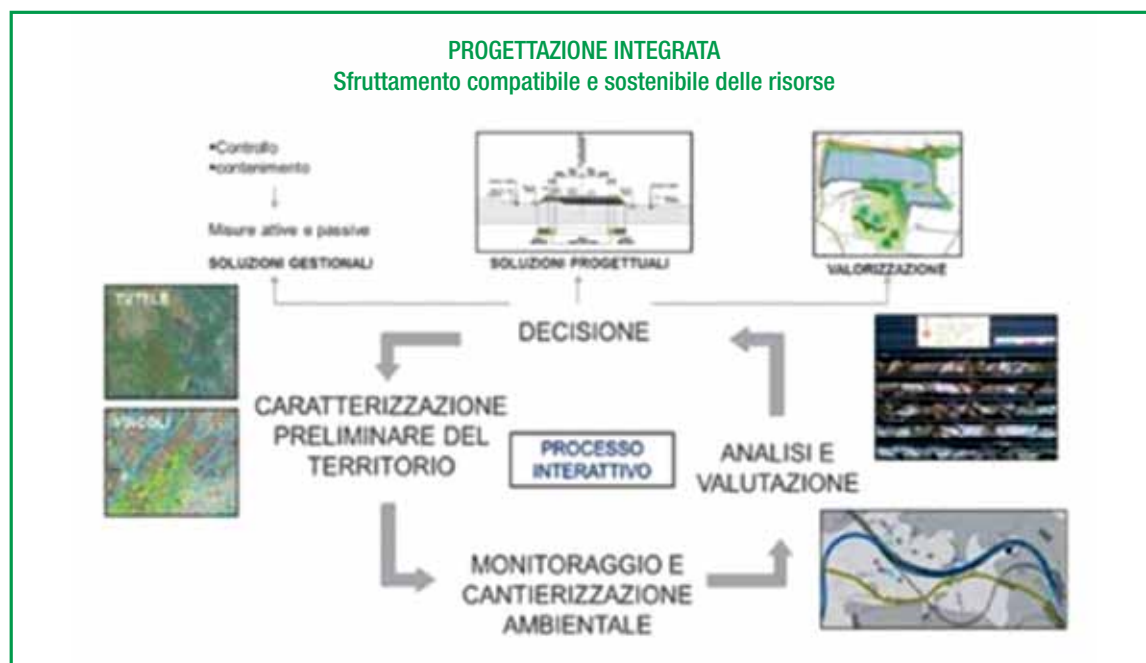 PROGETTAZIONE INTEGRATA
Sfruttamento compatibile e sostenibile delle risorse
▪Controllo
▪contenimento
Misure attive e passive
SOLUZIONI GESTIONALI
SOLUZIONI PROGETTUALI
VALORIZZAZIONE
TUTELE
DECISIONE
CARATTERIZZAZIONE
PRELIMINARE DEL
TERRITORIO
VINCOLI
PROCESSO
INTERATTIVO
ANALISI E
VALUTAZIONE
MONITORAGGIO E
CANTIERIZZAZIONE
AMBIENTALE